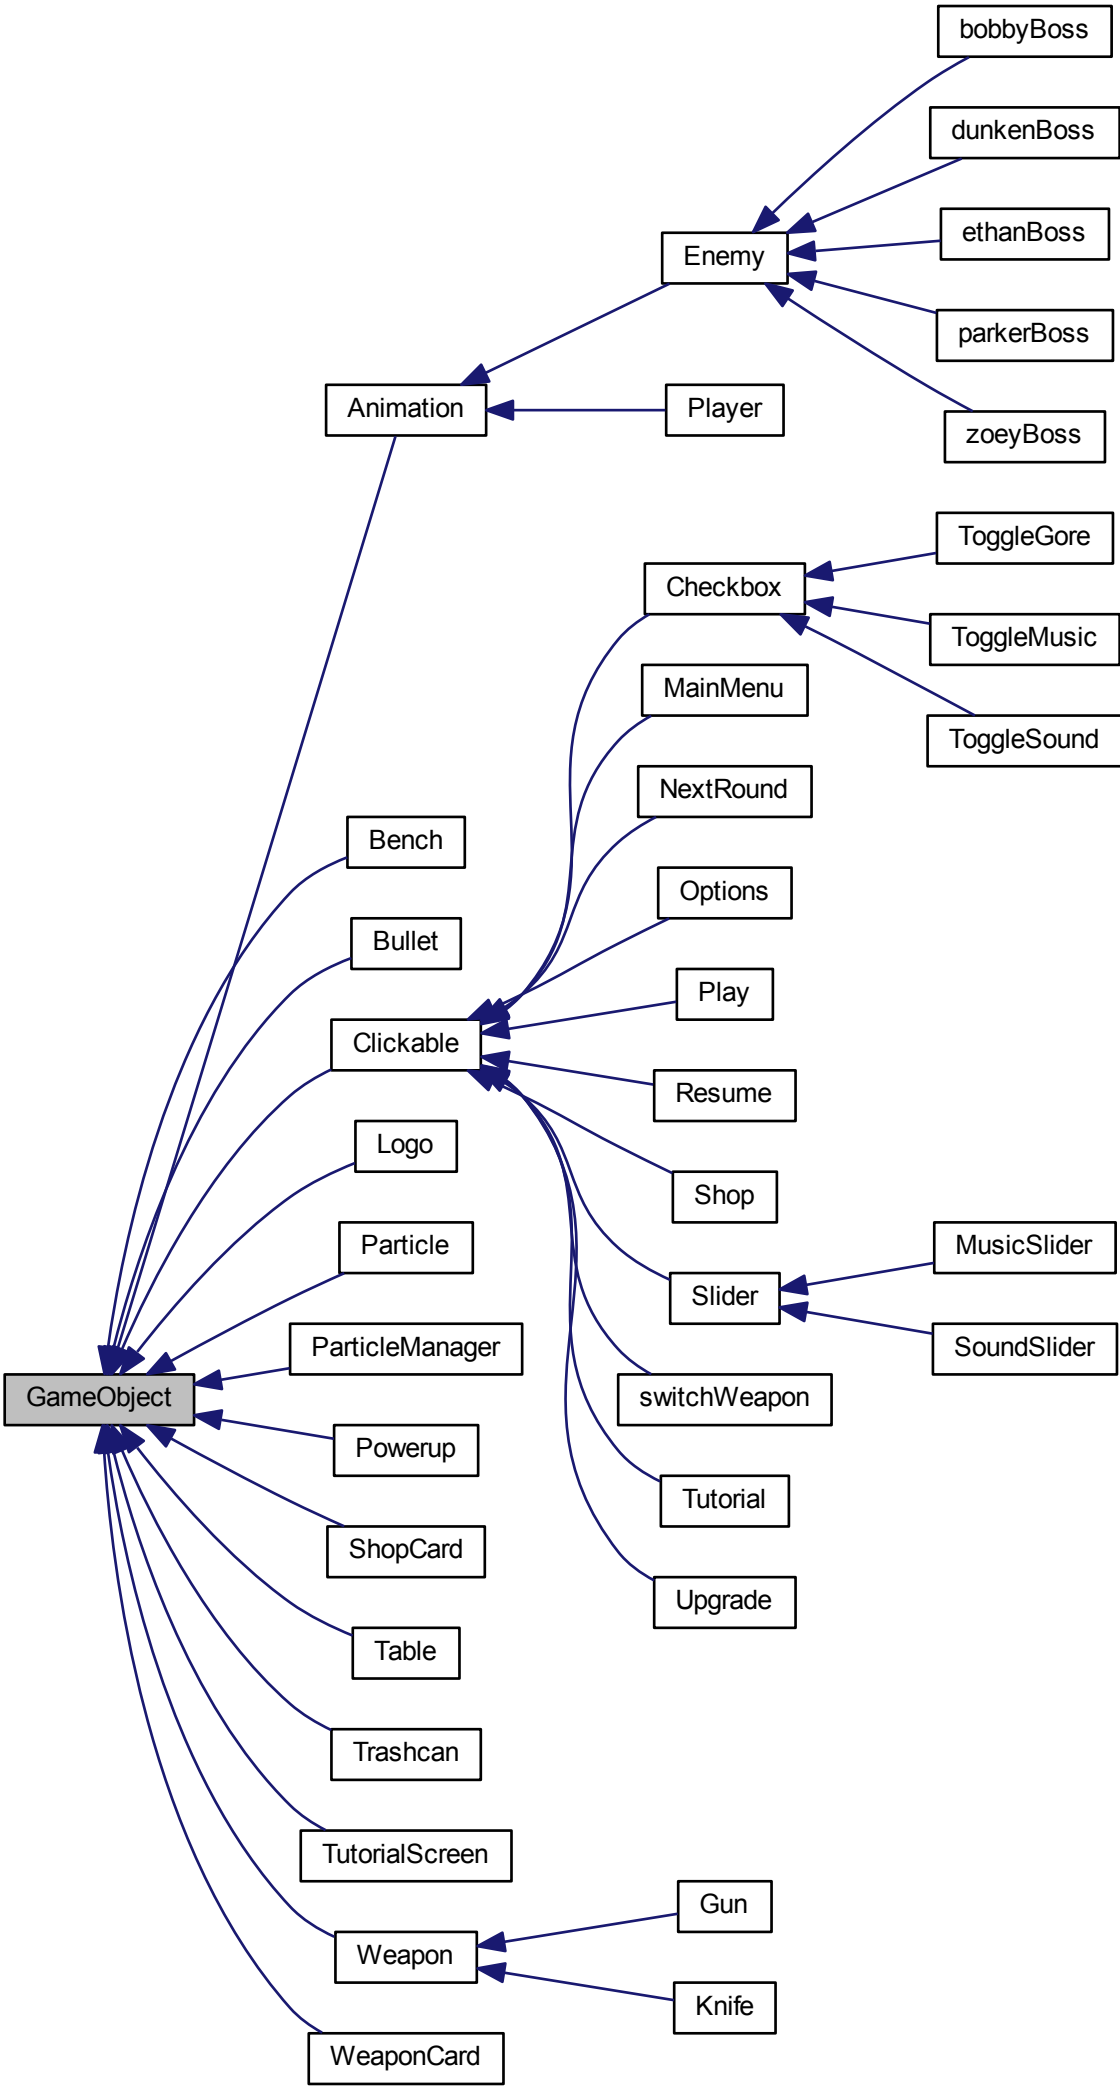 bobbyBoss
dunkenBoss
ethanBoss
Enemy
parkerBoss
Animation
Player
zoeyBoss
ToggleGore
Checkbox
ToggleMusic
MainMenu
ToggleSound
NextRound
Bench
Options
Bullet
Play
Clickable
Resume
Logo
Shop
Particle
MusicSlider
Slider
ParticleManager
SoundSlider
GameObject
switchWeapon
Powerup
Tutorial
ShopCard
Upgrade
Table
Trashcan
TutorialScreen
Gun
Weapon
Knife
WeaponCard